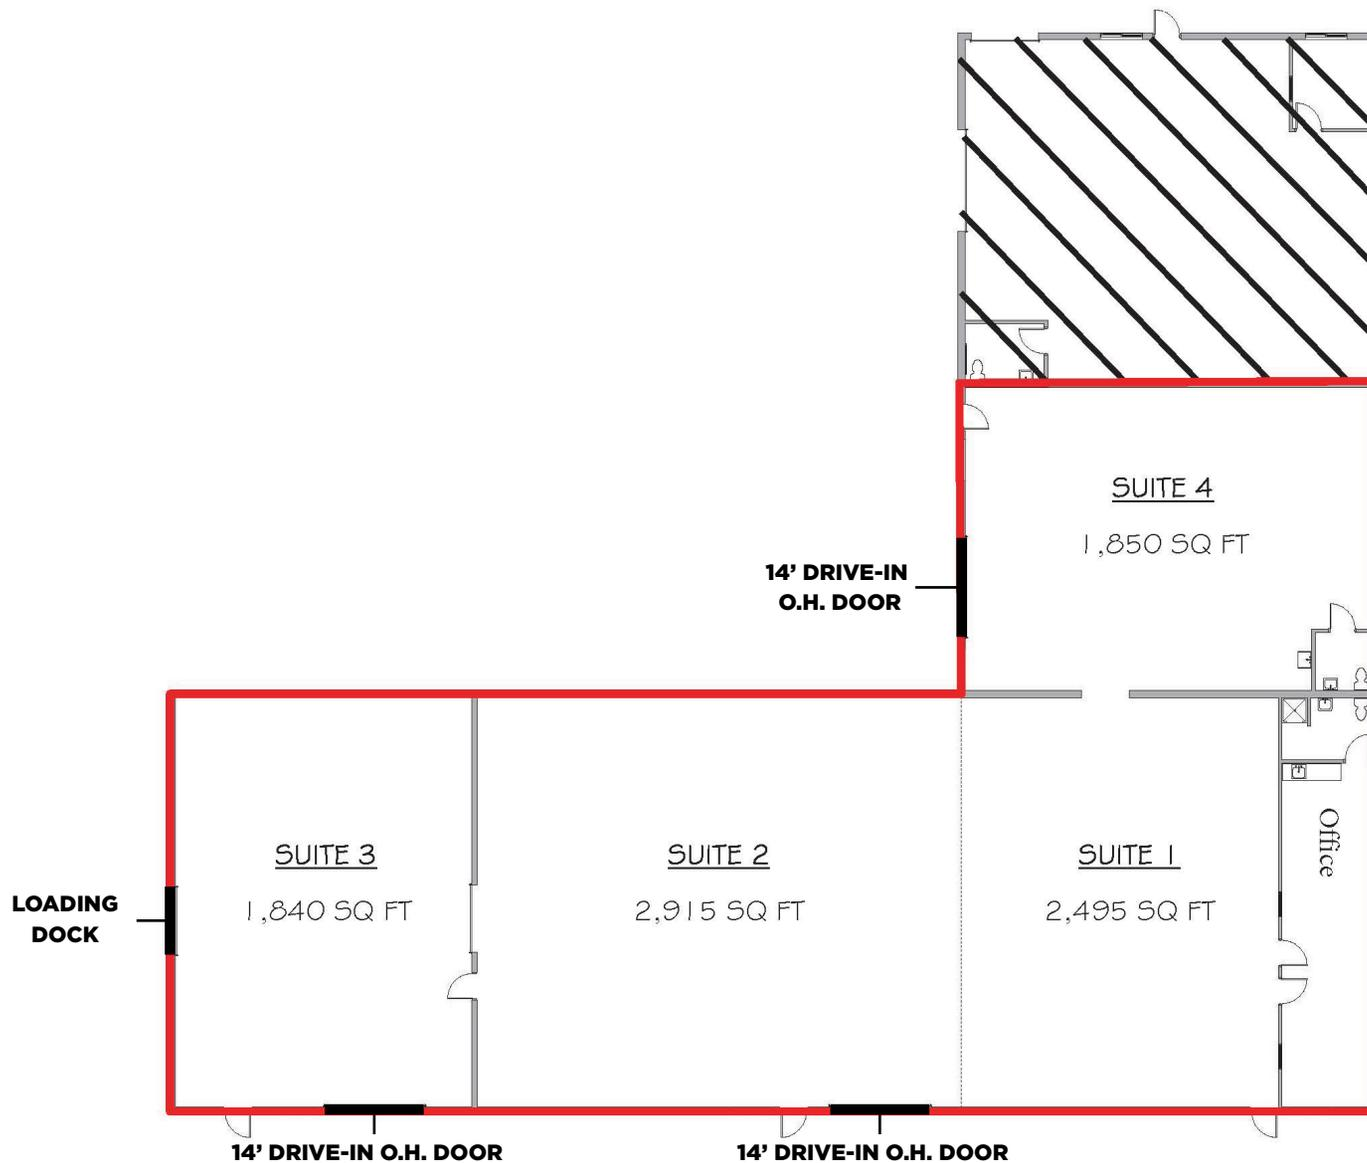 SUITE 4
1,850 SQ FT
14’ DRIVE-IN
O.H. DOOR
SUITE 3
1,840 SQ FT
SUITE 2
2,915 SQ FT
SUITE 1
2,495 SQ FT
Office
LOADING
DOCK
14’ DRIVE-IN O.H. DOOR
14’ DRIVE-IN O.H. DOOR